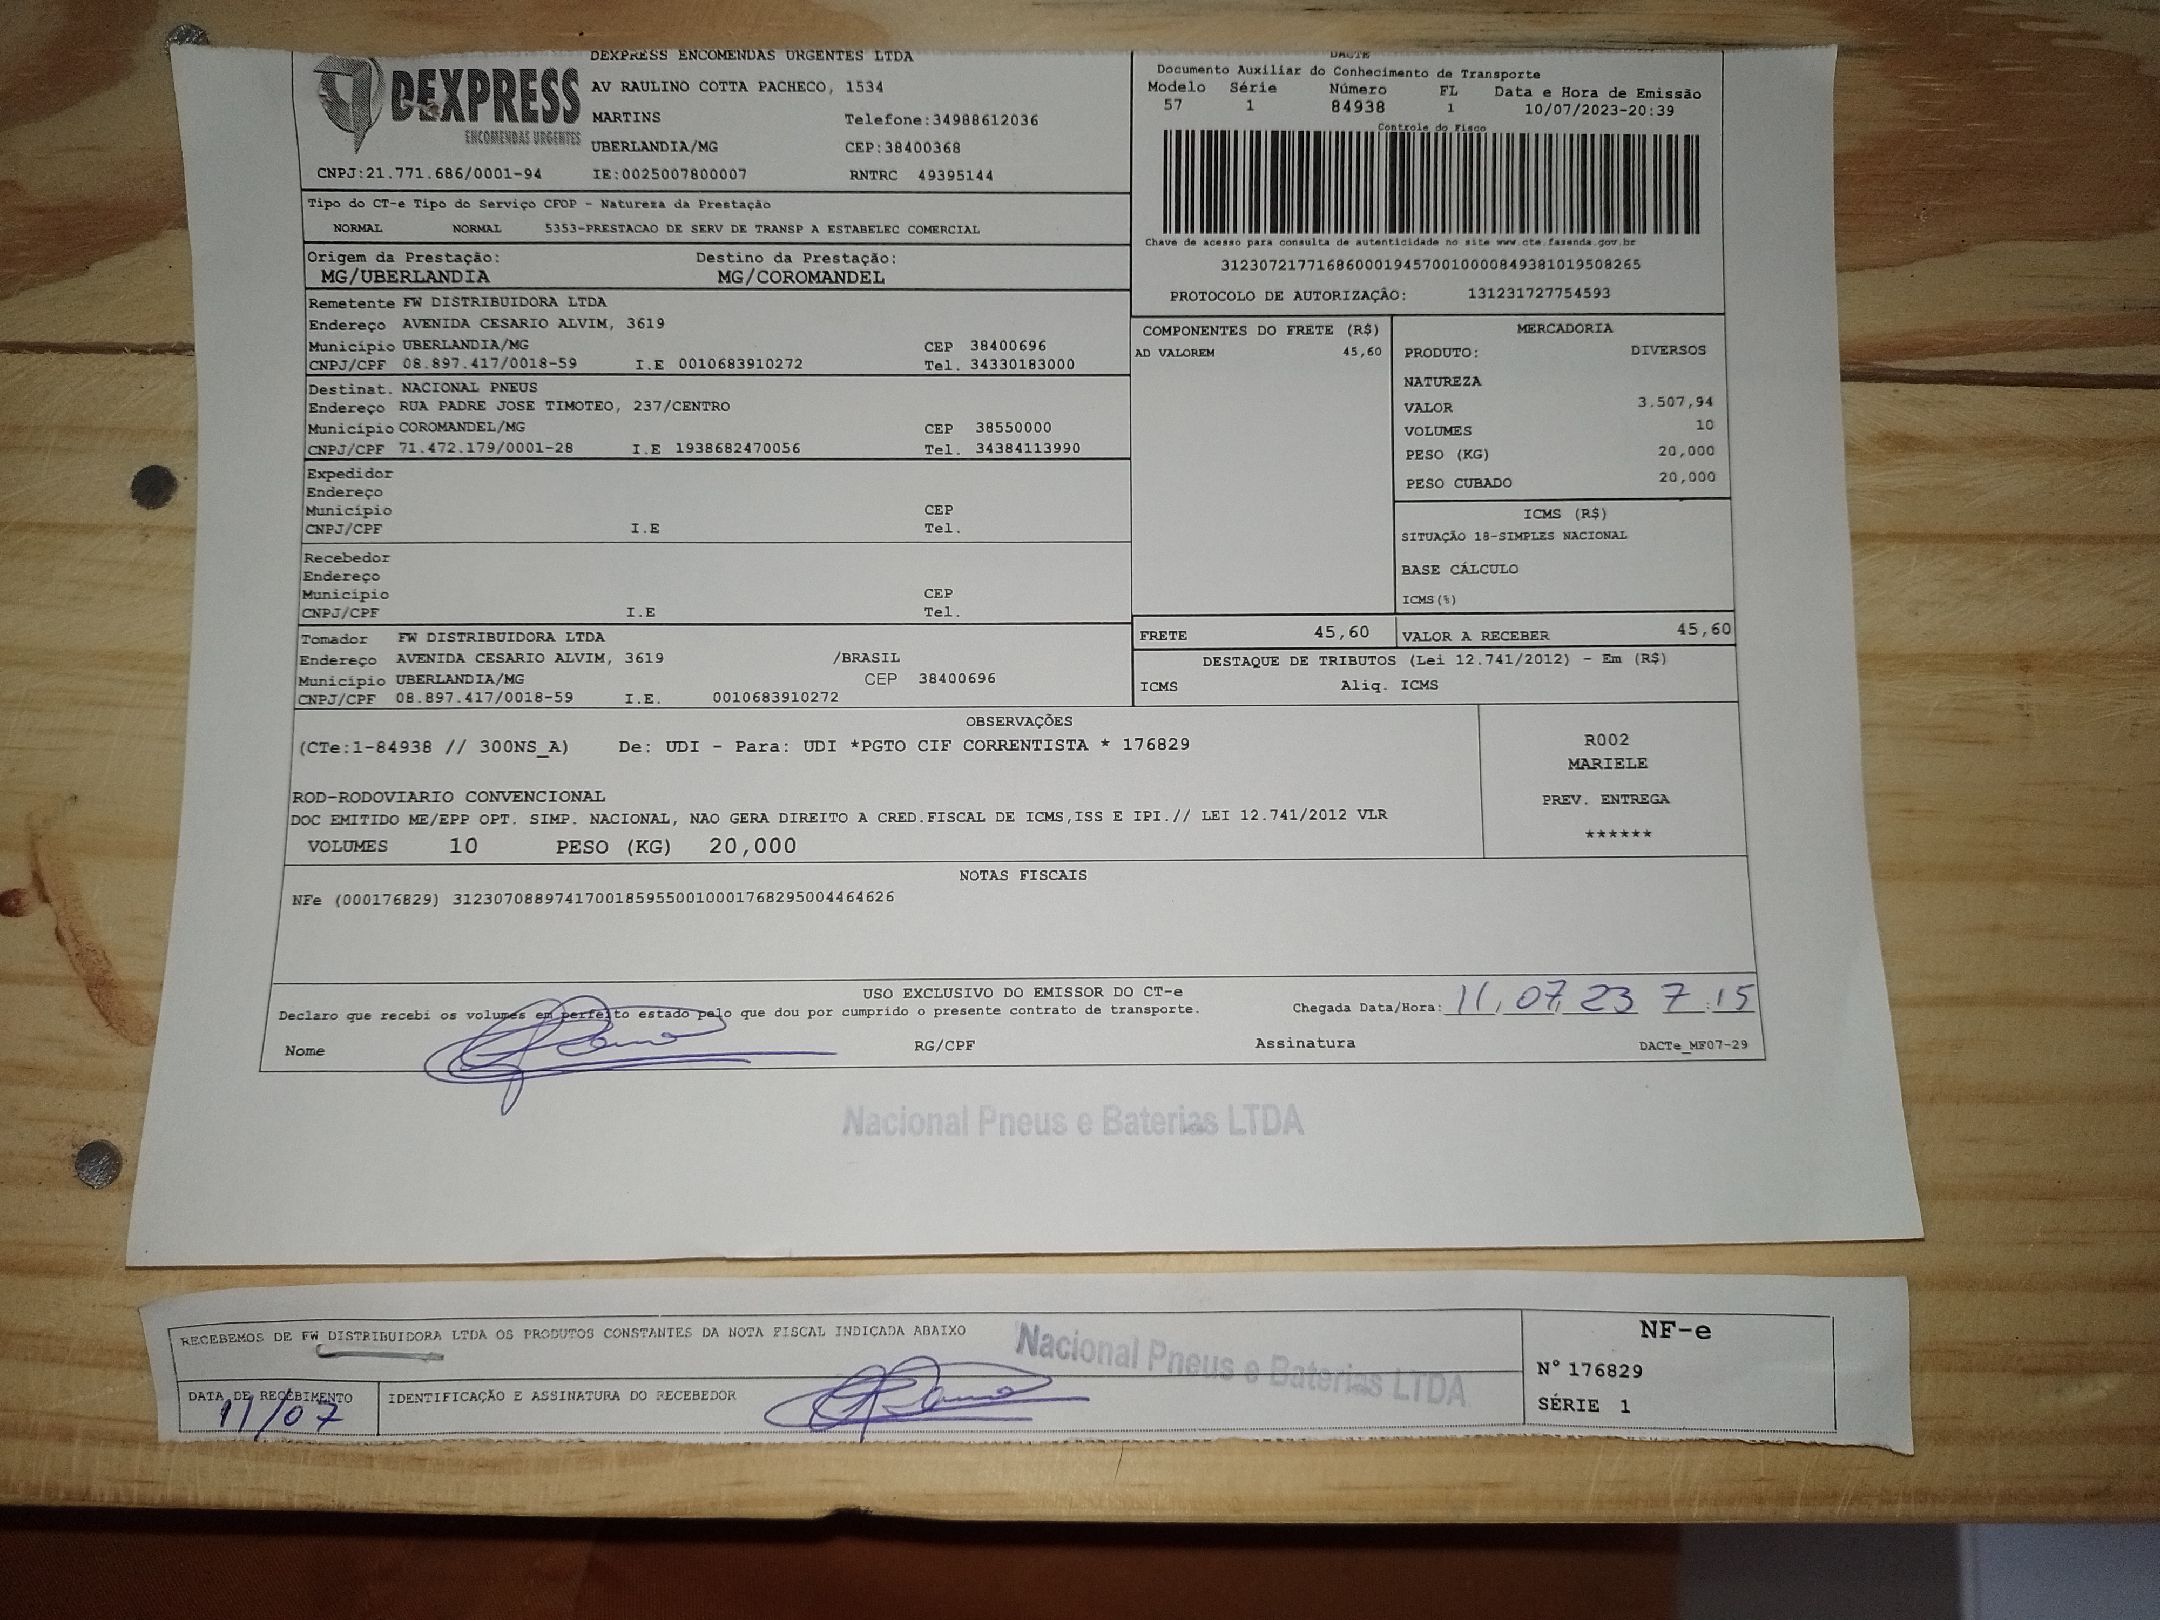 DEXPRESS
ENCOMENDAS URGENTES
DEXPRESS ENCOMENDAS URGENTES LTDA
AV RAULINO COTTA PACHECO, 1534
MARTINS Telefone:34988612036
UBERLANDIA/MG CEP:38400368
CNPJ:21.771.686/0001-94 IE:0025007800007 RNTRC 49395144
DACTE
Documento Auxiliar do Conhecimento de Transporte
Modelo Série Número FL Data e Hora de Emissão
57 1 84938 1 10/07/2023-20:39
Controle do Fisco
Chave de acesso para consulta de autenticidade no site www.cte.fazenda.gov.br
31230721771686000194570010000849381019508265
PROTOCOLO DE AUTORIZAÇÂO: 131231727754593
Tipo do CT-e Tipo do Serviço CFOP - Natureza da Prestação
NORMAL NORMAL 5353-PRESTACAO DE SERV DE TRANSP A ESTABELEC COMERCIAL
Origem da Prestação: Destino da Prestação:
MG/UBERLANDIA MG/COROMANDEL
Remetente FW DISTRIBUIDORA LTDA
Endereço AVENIDA CESARIO ALVIM, 3619
Município UBERLANDIA/MG CEP 38400696
CNPJ/CPF 08.897.417/0018-59 I.E 0010683910272 Tel. 34330183000
Destinat. NACIONAL PNEUS
Endereço RUA PADRE JOSE TIMOTEO, 237/CENTRO
Município COROMANDEL/MG CEP 38550000
CNPJ/CPF 71.472.179/0001-28 I.E 1938682470056 Tel. 34384113990
Expedidor
Endereço
Município CEP
CNPJ/CPF I.E Tel.
Recebedor
Endereço
Município CEP
CNPJ/CPF I.E Tel.
Tomador FW DISTRIBUIDORA LTDA
Endereço AVENIDA CESARIO ALVIM, 3619 /BRASIL
Município UBERLANDIA/MG CEP 38400696
CNPJ/CPF 08.897.417/0018-59 I.E. 0010683910272
COMPONENTES DO FRETE (R$)
AD VALOREM 45,60
MERCADORIA
PRODUTO: DIVERSOS
NATUREZA
VALOR 3.507,94
VOLUMES 10
PESO (KG) 20,000
PESO CUBADO 20,000
ICMS (R$)
SITUAÇÃO 18-SIMPLES NACIONAL
BASE CÁLCULO
ICMS(%)
FRETE 45,60 VALOR A RECEBER 45,60
DESTAQUE DE TRIBUTOS (Lei 12.741/2012) - Em (R$)
ICMS Aliq. ICMS
OBSERVAÇÕES
(CTe:1-84938 // 300NS_A) De: UDI - Para: UDI *PGTO CIF CORRENTISTA * 176829
ROD-RODOVIARIO CONVENCIONAL
DOC EMITIDO ME/EPP OPT. SIMP. NACIONAL, NAO GERA DIREITO A CRED.FISCAL DE ICMS,ISS E IPI.// LEI 12.741/2012 VLR
VOLUMES 10 PESO (KG) 20,000
R002
MARIELE
PREV. ENTREGA
******
NOTAS FISCAIS
NFe (000176829) 31230708897417001859550010001768295004464626
USO EXCLUSIVO DO EMISSOR DO CT-e
Declaro que recebi os volumes em perfeito estado pelo que dou por cumprido o presente contrato de transporte. Chegada Data/Hora: 11, 07, 23 7:15
Nome RG/CPF Assinatura DACTe_MF07-29
Nacional Pneus e Baterias LTDA
RECEBEMOS DE FW DISTRIBUIDORA LTDA OS PRODUTOS CONSTANTES DA NOTA FISCAL INDICADA ABAIXO
Nacional Pneus e Baterias LTDA
DATA DE RECEBIMENTO IDENTIFICAÇÃO E ASSINATURA DO RECEBEDOR
11/07
NF-e
N° 176829
SÉRIE 1